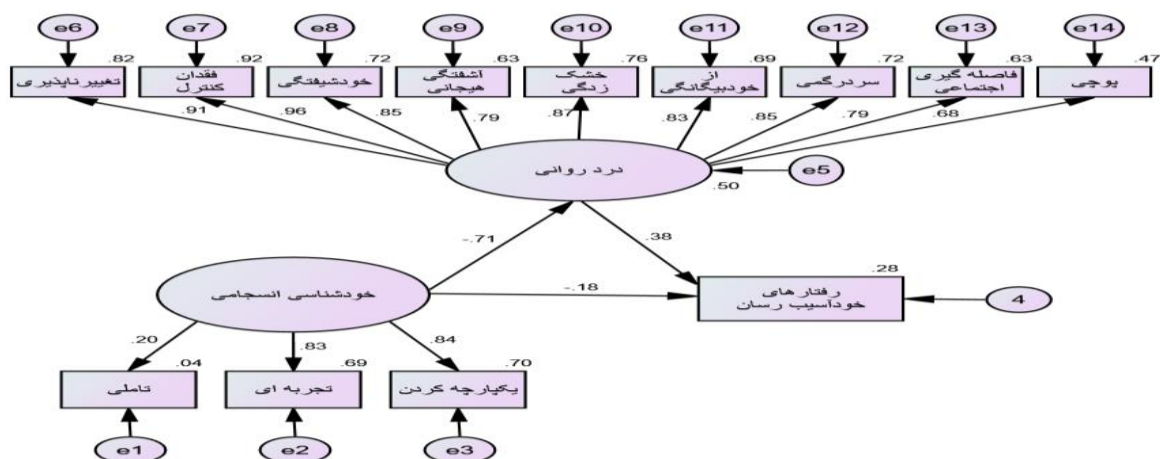 e6 e7 e8 e9 e10 e11 e12 e13 e14
.82 .92 .72 .63 .76 .69 .72 .63 .47
تغییرناپذیری
فقدان
کنترل
خودشیفتگی
آشفتگی
هیجانی
خشک
زدگی
از
خودبیگانگی
سردرگمی
فاصله گیری
اجتماعی
پوچی
.91 .96 .85 .79 .87 .83 .85 .79 .68
درد روانی
e5
.50
-.71
.38
خودشناسی انسجامی
-.18
.28
رفتارهای
خودآسیب رسان
4
.20 .83 .84
.04 .69 .70
تاملی
تجربه ای
یکپارچه کردن
e1 e2 e3